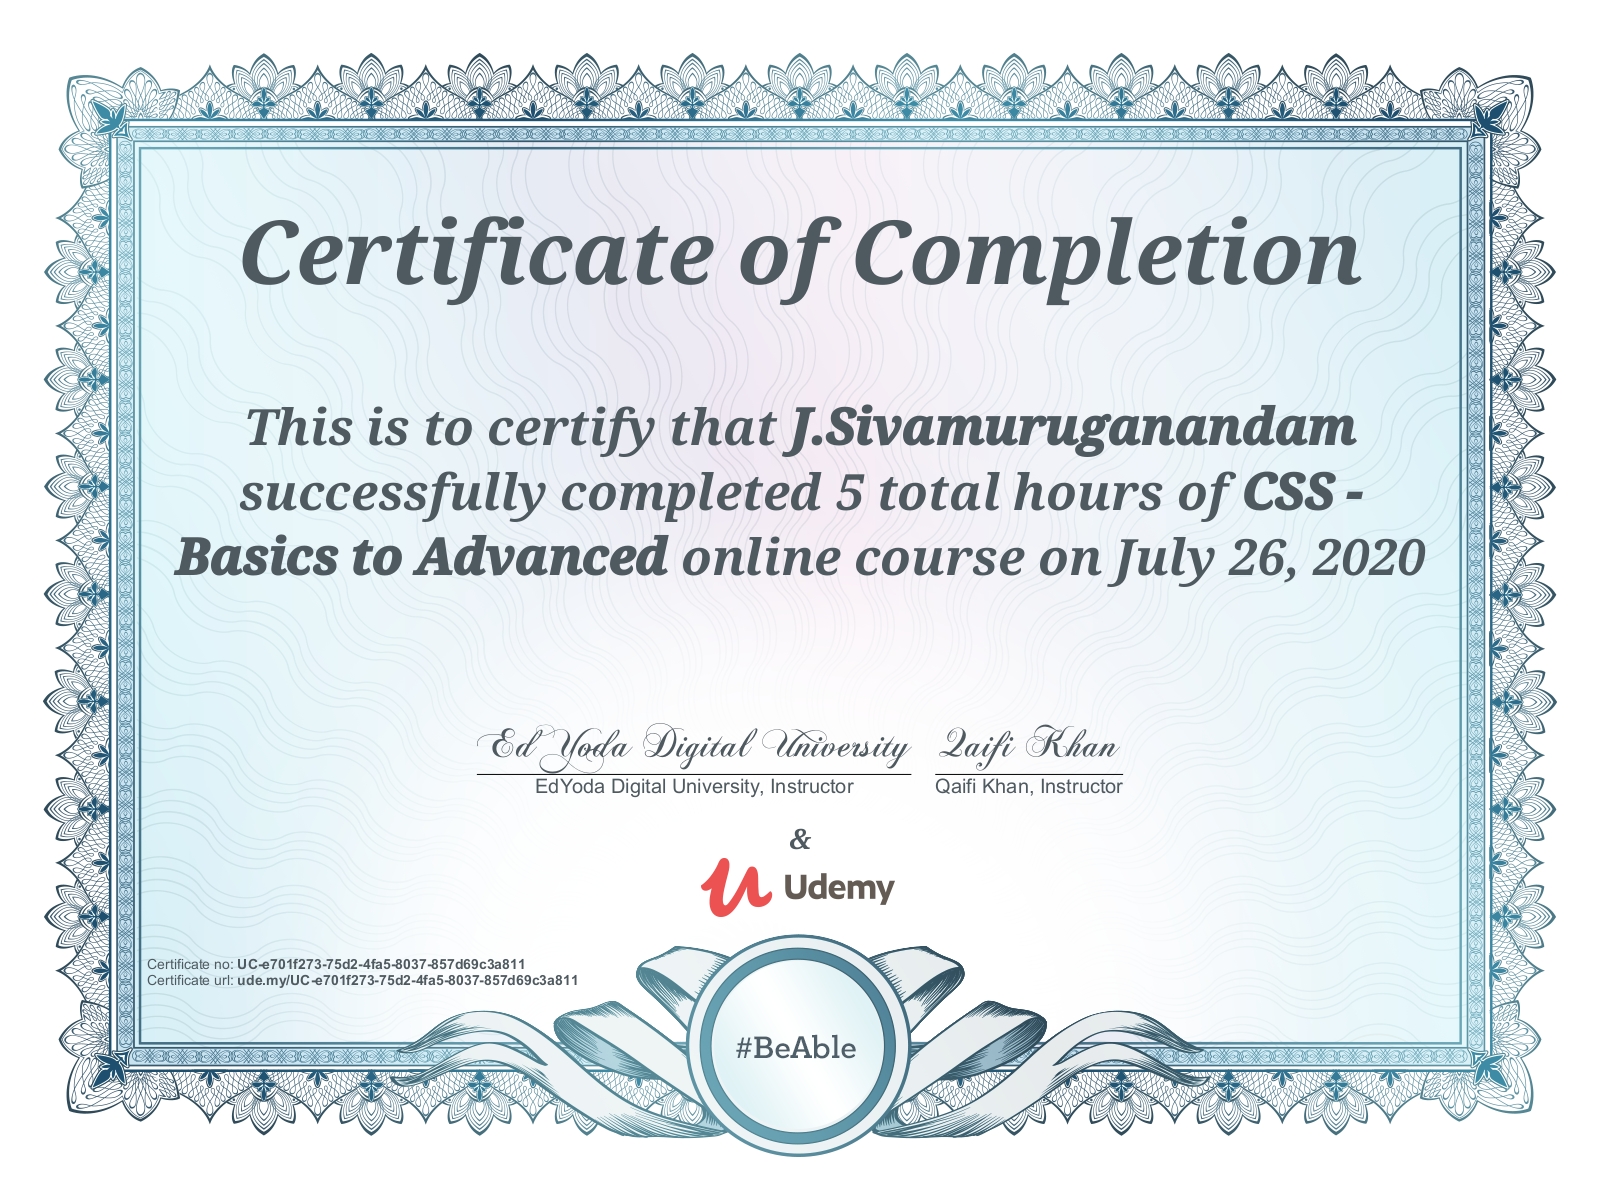 Certificate of Completion
This is to certify that J.Sivamuruganandam
successfully completed 5 total hours of CSS -
Basics to Advanced online course on July 26, 2020
Ed Yoda Digital University Qaifi Khan
EdYoda Digital University, Instructor Qaifi Khan, Instructor
&
Udemy
Certificate no: UC-e701f273-75d2-4fa5-8037-857d69c3a811
Certificate url: ude.my/UC-e701f273-75d2-4fa5-8037-857d69c3a811
#BeAble